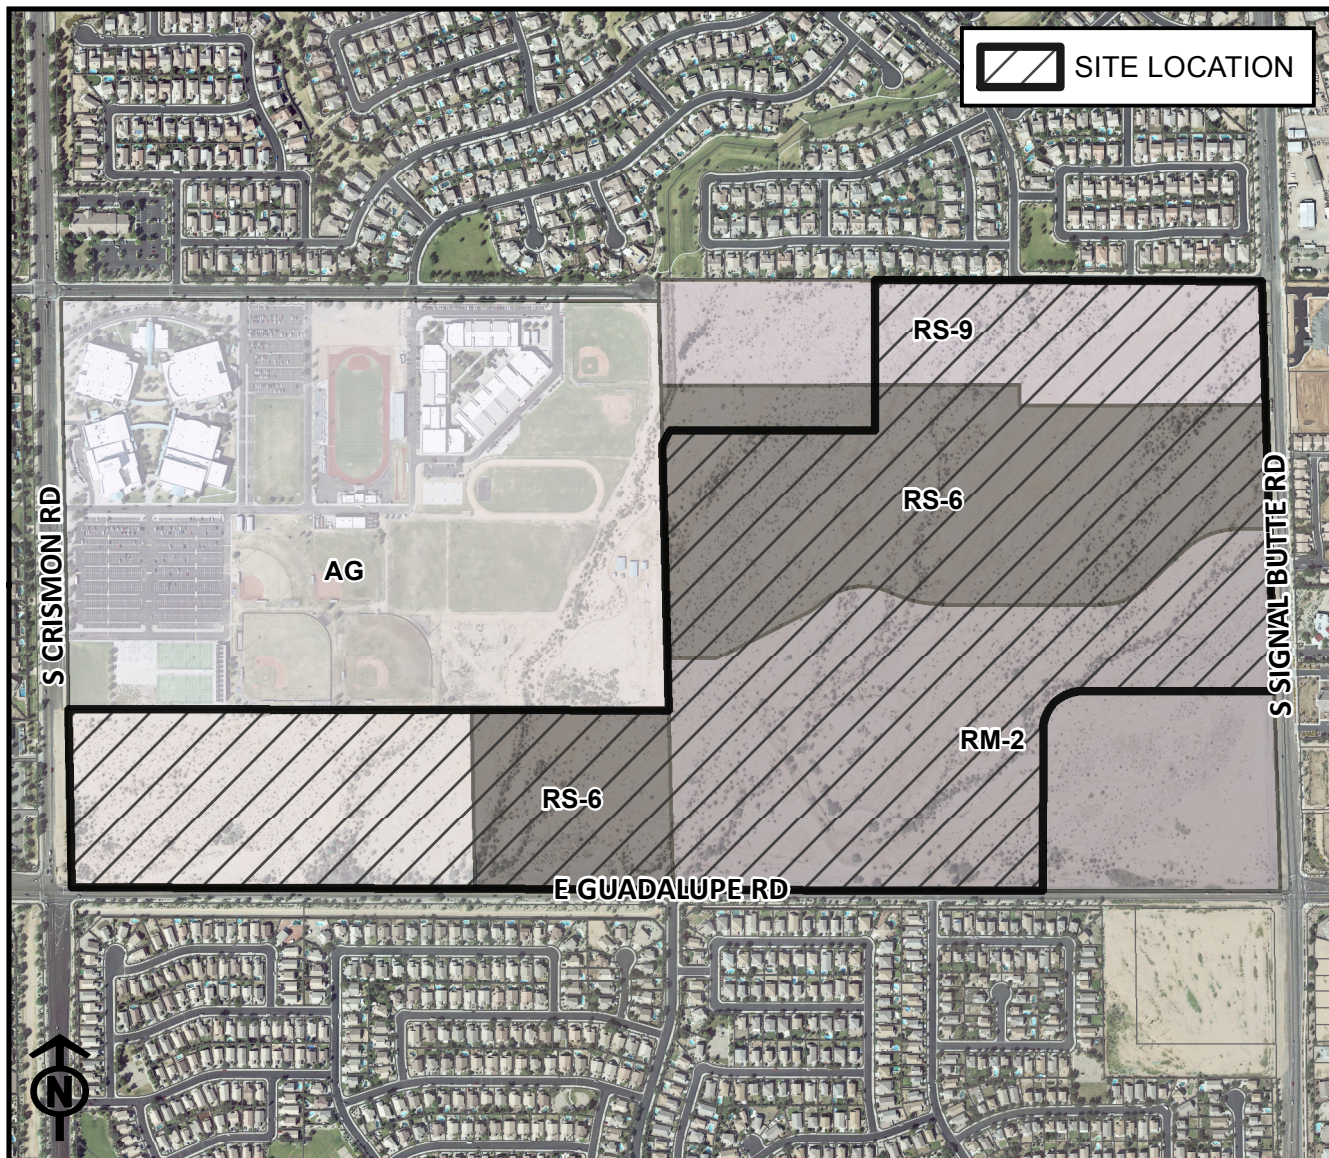 SITE LOCATION
RS-9
RS-6
S CRISMON RD
S SIGNAL BUTTE RD
AG
RM-2
RS-6
E GUADALUPE RD
N